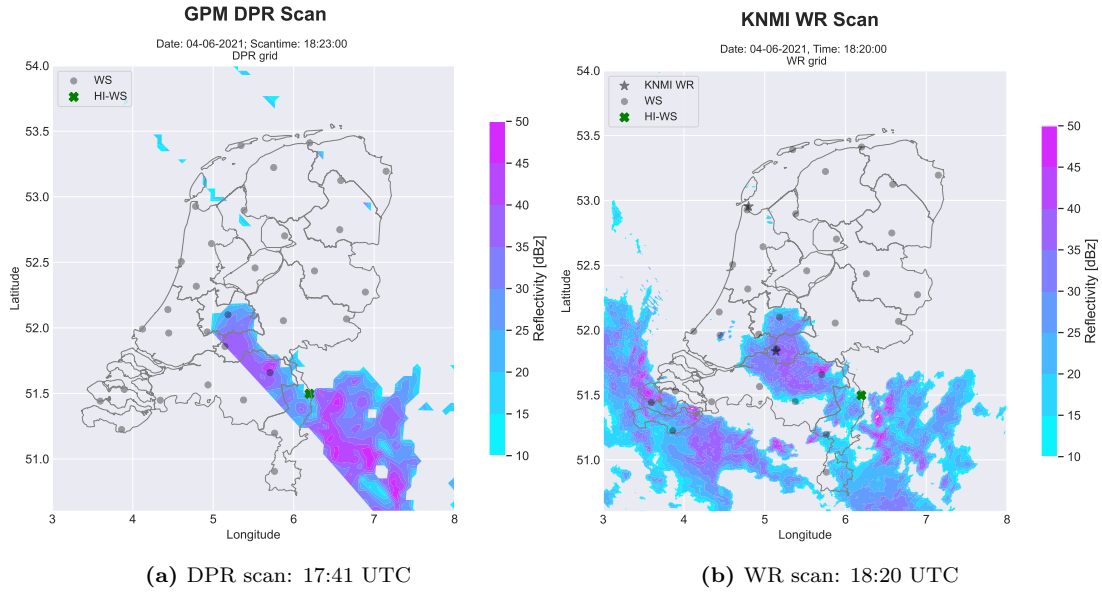 GPM DPR Scan
Date: 04-06-2021; Scantime: 18:23:00
DPR grid
54.0
53.5
53.0
52.5
52.0
51.5
51.0
Latitude
WS
HI-WS
3
4
5
6
7
8
Longitude
50
45
40
35
30
25
20
15
10
Reflectivity [dBz]
(a) DPR scan: 17:41 UTC
KNMI WR Scan
Date: 04-06-2021, Time: 18:20:00
WR grid
54.0
53.5
53.0
52.5
52.0
51.5
51.0
Latitude
KNMI WR
WS
HI-WS
3
4
5
6
7
8
Longitude
50
45
40
35
30
25
20
15
10
Reflectivity [dBz]
(b) WR scan: 18:20 UTC